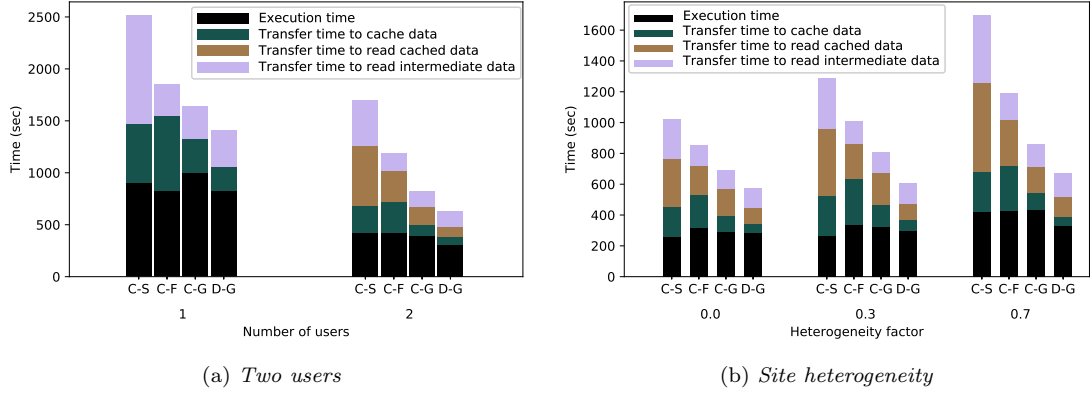 2500
2000
1500
1000
500
0
Time (sec)
Execution time
Transfer time to cache data
Transfer time to read cached data
Transfer time to read intermediate data
C-S C-F C-G D-G
C-S C-F C-G D-G
1
2
Number of users
(a) Two users
1600
1400
1200
1000
800
600
400
200
0
Time (sec)
Execution time
Transfer time to cache data
Transfer time to read cached data
Transfer time to read intermediate data
C-S C-F C-G D-G
C-S C-F C-G D-G
C-S C-F C-G D-G
0.0
0.3
0.7
Heterogeneity factor
(b) Site heterogeneity